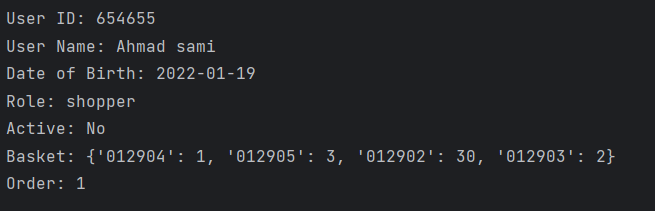 User ID: 654655
User Name: Ahmad sami
Date of Birth: 2022-01-19
Role: shopper
Active: No
Basket: {'012904': 1, '012905': 3, '012902': 30, '012903': 2}
Order: 1